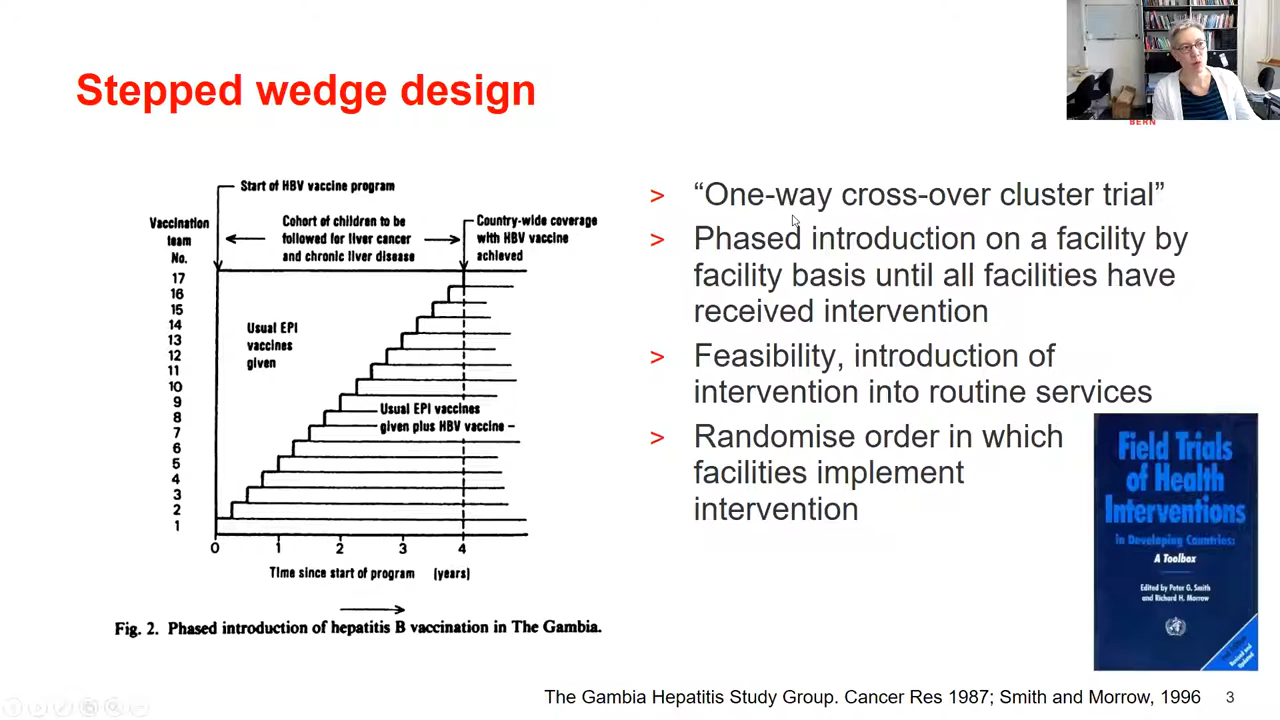 Stepped wedge design
BERN
Start of HBV vaccine program
Vaccination
team
No.
Cohort of children to be
followed for liver cancer
and chronic liver disease
Country-wide coverage
with HBV vaccine
achieved
17
16
15
14
13
12
11
10
9
8
7
6
5
4
3
2
1
Usual EPI
vaccines
given
Usual EPI vaccines
given plus HBV vaccine –
0 1 2 3 4
Time since start of program (years)
Fig. 2. Phased introduction of hepatitis B vaccination in The Gambia.
> “One-way cross-over cluster trial”
> Phased introduction on a facility by
facility basis until all facilities have
received intervention
> Feasibility, introduction of
intervention into routine services
> Randomise order in which
facilities implement
intervention
Field Trials
of Health
Interventions
in Developing Countries:
A Toolbox
Edited by Peter G. Smith
and Richard H. Morrow
2nd Edition
Revised and
Updated
The Gambia Hepatitis Study Group. Cancer Res 1987; Smith and Morrow, 1996
3